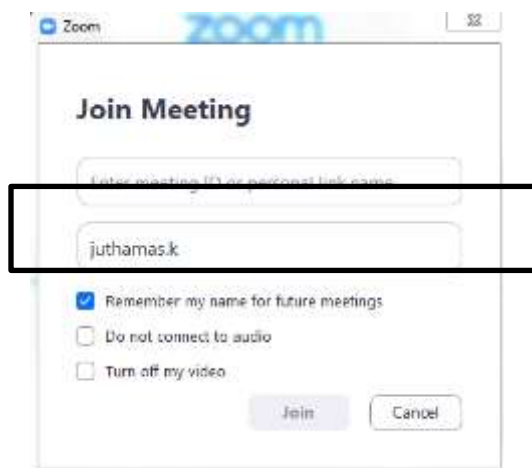 Zoom
zoom
Join Meeting
Enter meeting ID or personal link name
juthamas.k
Remember my name for future meetings
Do not connect to audio
Turn off my video
Join
Cancel